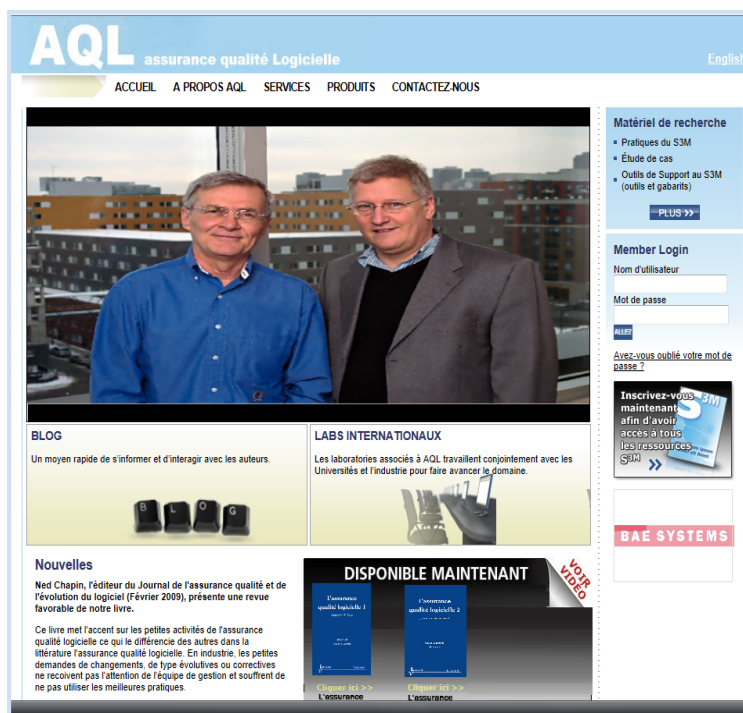 AQL assurance qualité Logicielle
English
ACCUEIL A PROPOS AQL SERVICES PRODUITS CONTACTEZ-NOUS
Matériel de recherche
Pratiques du S3M
Étude de cas
Outils de Support au S3M
(outils et gabarits)
PLUS >>
Member Login
Nom d'utilisateur
Mot de passe
ALLEZ
Avez-vous oublié votre mot de
passe ?
Inscrivez-vous
maintenant
afin d'avoir
accès à tous
les ressources
S3M >>
S3M
BAE SYSTEMS
BLOG
Un moyen rapide de s'informer et d'interagir avec les auteurs.
B L O G
LABS INTERNATIONAUX
Les laboratoires associés à AQL travaillent conjointement avec les
Universités et l'industrie pour faire avancer le domaine.
Nouvelles
Ned Chapin, l'éditeur du Journal de l'assurance qualité et de
l'évolution du logiciel (Février 2009), présente une revue
favorable de notre livre.
Ce livre met l'accent sur les petites activités de l'assurance
qualité logicielle ce qui le différencie des autres dans la
littérature l'assurance qualité logicielle. En industrie, les petites
demandes de changements, de type évolutives ou correctives
ne recoivent pas l'attention de l'équipe de gestion et souffrent de
ne pas utiliser les meilleures pratiques.
DISPONIBLE MAINTENANT
VOIR
VIDÉO
L'assurance
qualité logicielle 1
L'assurance
qualité logicielle 2
Cliquer ici >> Cliquer ici >>
L'assurance L'assurance